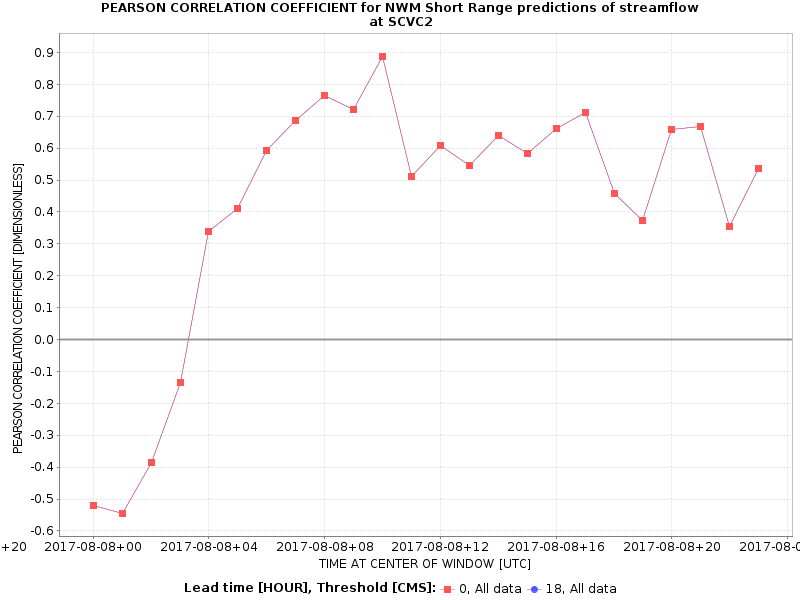 PEARSON CORRELATION COEFFICIENT for NWM Short Range predictions of streamflow
at SCVC2
PEARSON CORRELATION COEFFICIENT [DIMENSIONLESS]
0.9
0.8
0.7
0.6
0.5
0.4
0.3
0.2
0.1
0.0
-0.1
-0.2
-0.3
-0.4
-0.5
-0.6
+20 2017-08-08+00 2017-08-08+04 2017-08-08+08 2017-08-08+12 2017-08-08+16 2017-08-08+20 2017-08-0
TIME AT CENTER OF WINDOW [UTC]
Lead time [HOUR], Threshold [CMS]: 0, All data 18, All data